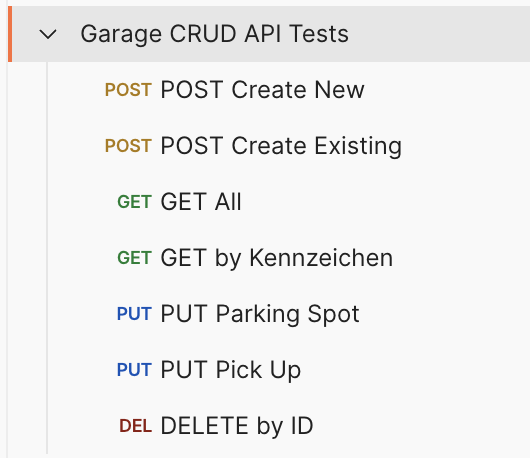 Garage CRUD API Tests
POST POST Create New
POST POST Create Existing
GET GET All
GET GET by Kennzeichen
PUT PUT Parking Spot
PUT PUT Pick Up
DEL DELETE by ID